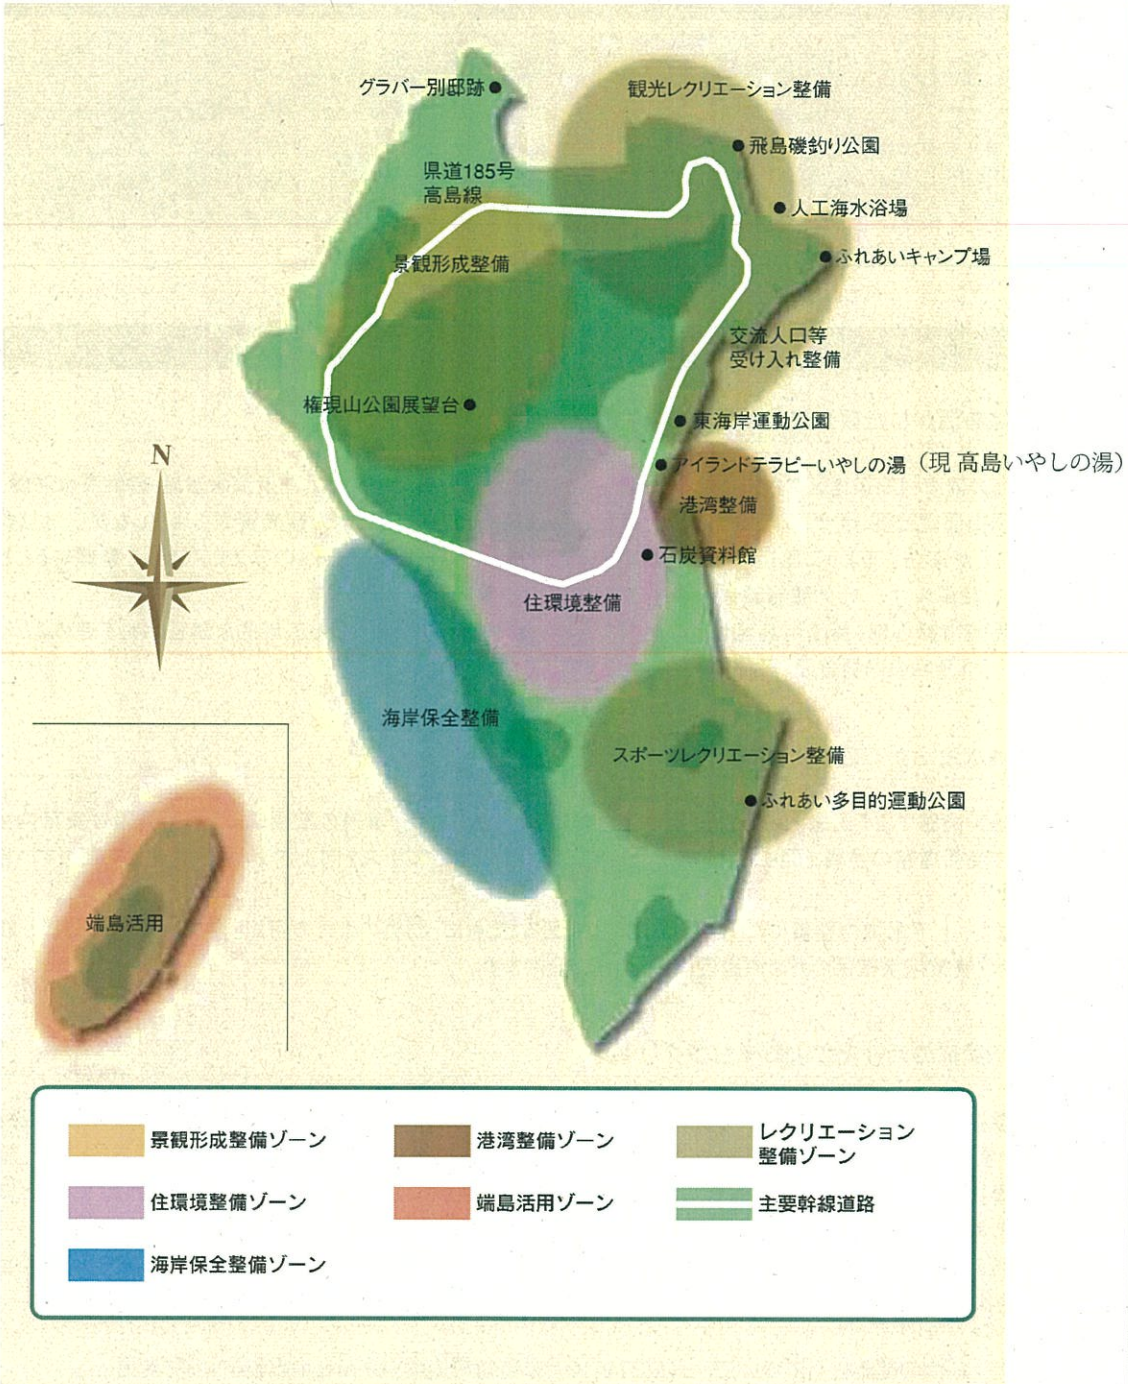 グラバー別邸跡
観光レクリエーション整備
飛島磯釣り公園
県道185号
高島線
人工海水浴場
ふれあいキャンプ場
景観形成整備
交流人口等
受け入れ整備
権現山公園展望台
東海岸運動公園
アイランドテラピーいやしの湯（現 高島いやしの湯）
N
港湾整備
石炭資料館
住環境整備
海岸保全整備
スポーツレクリエーション整備
ふれあい多目的運動公園
端島活用
景観形成整備ゾーン
港湾整備ゾーン
レクリエーション
整備ゾーン
住環境整備ゾーン
端島活用ゾーン
主要幹線道路
海岸保全整備ゾーン